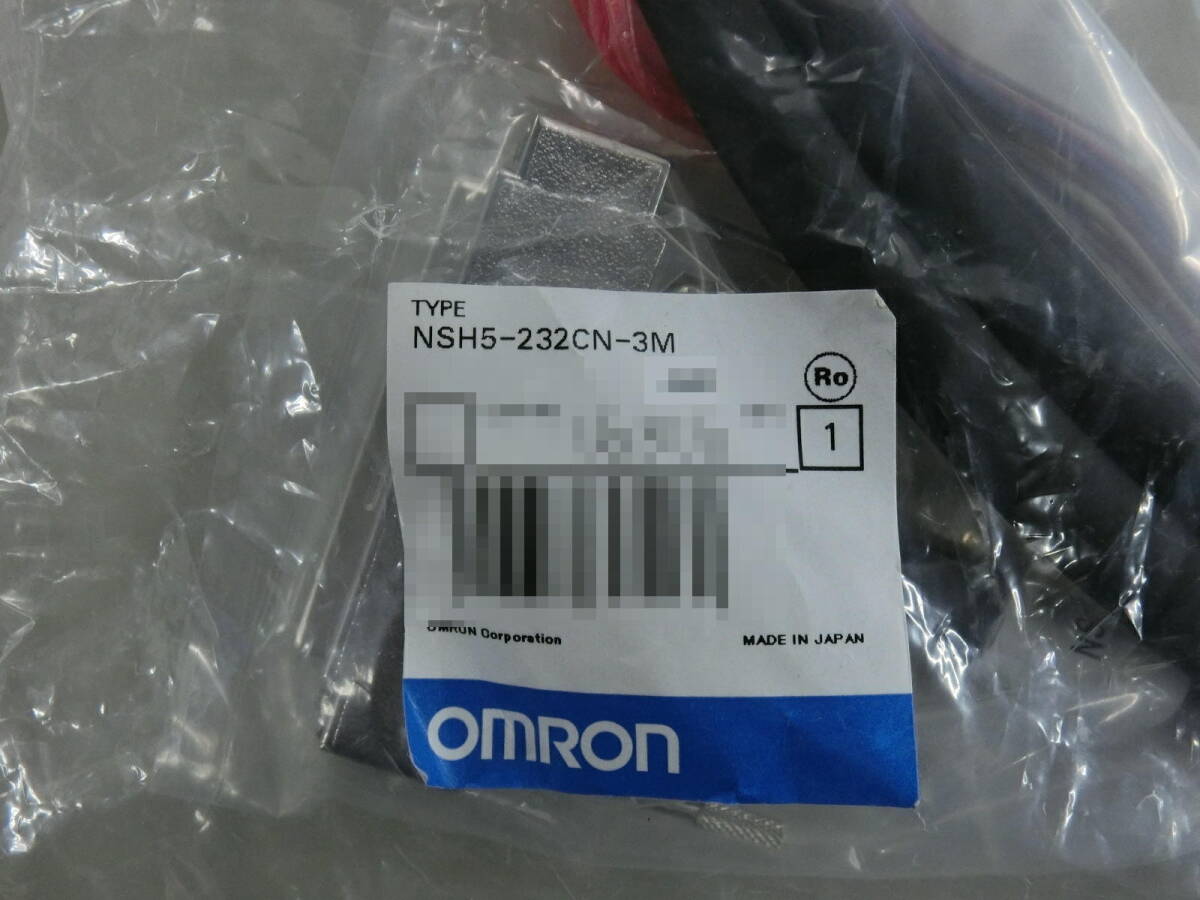 TYPE
NSH5-232CN-3M
Ro
1
OMRON Corporation
MADE IN JAPAN
OMRON